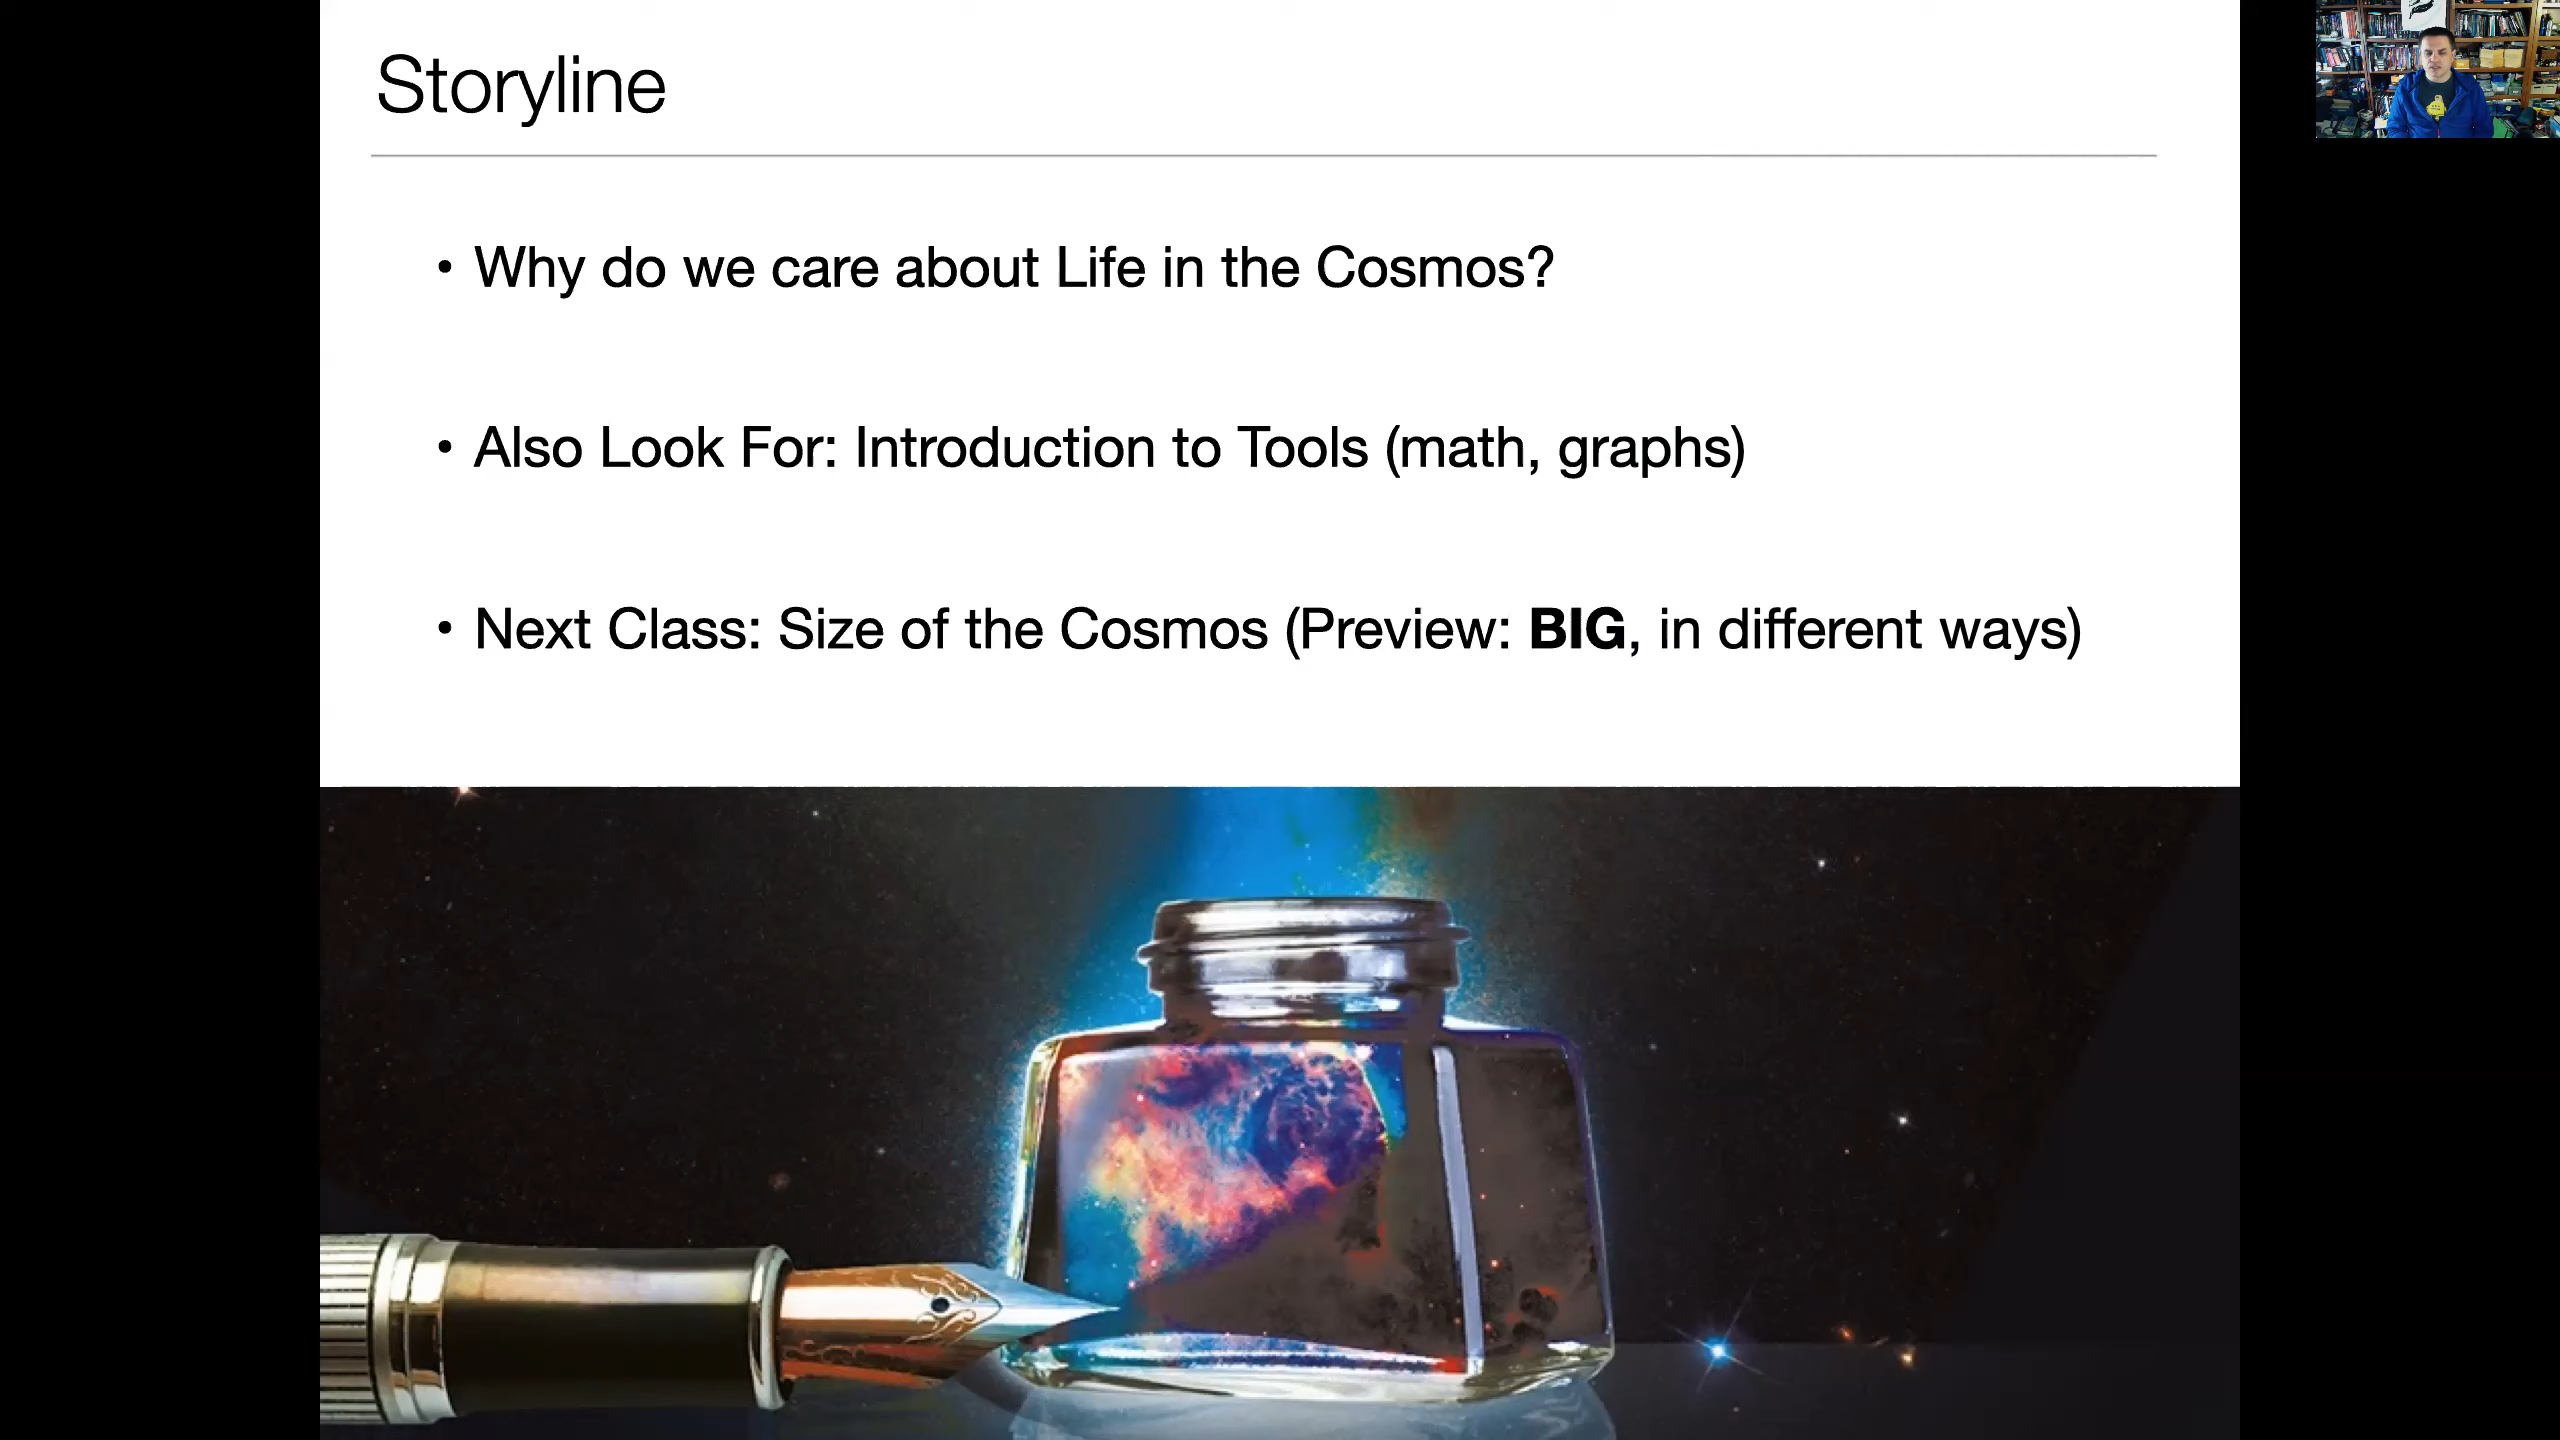 Storyline
• Why do we care about Life in the Cosmos?
• Also Look For: Introduction to Tools (math, graphs)
• Next Class: Size of the Cosmos (Preview: BIG, in different ways)